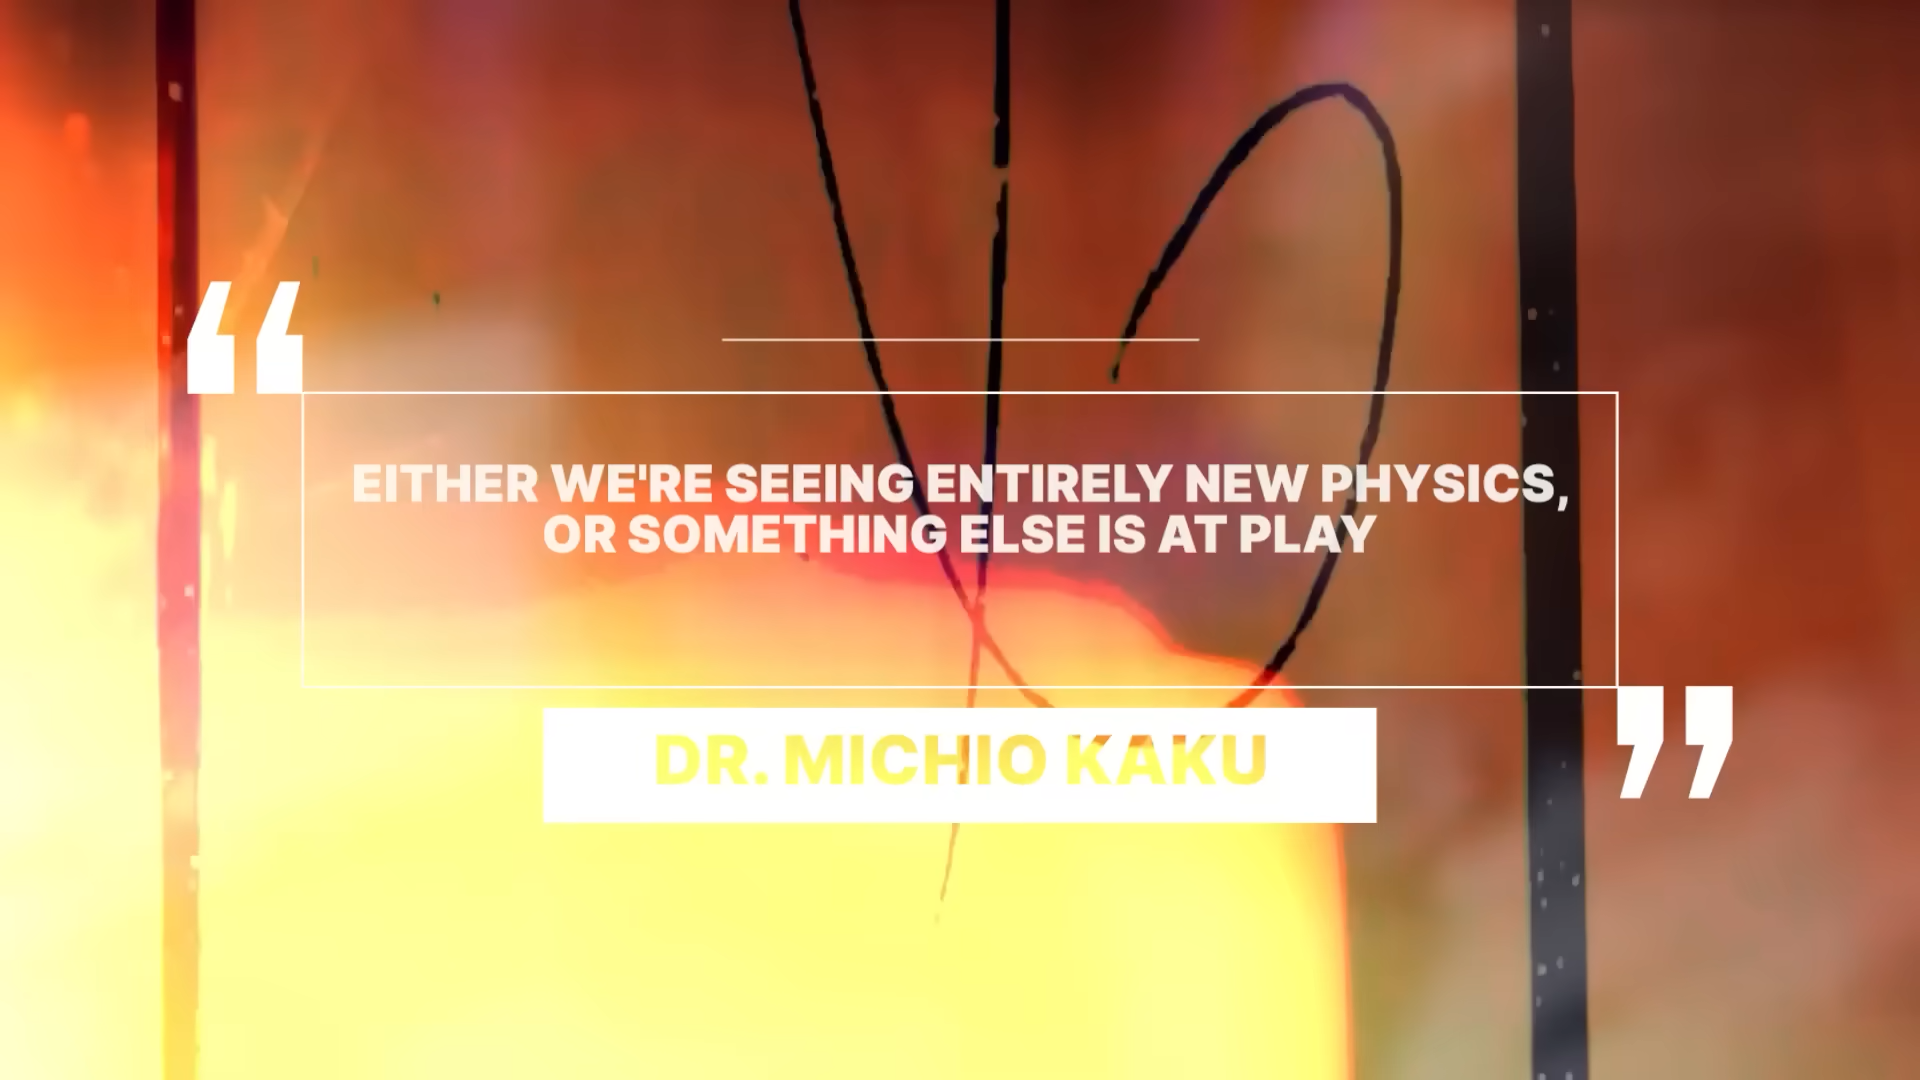 “
EITHER WE'RE SEEING ENTIRELY NEW PHYSICS,
OR SOMETHING ELSE IS AT PLAY
”
DR. MICHIO KAKU